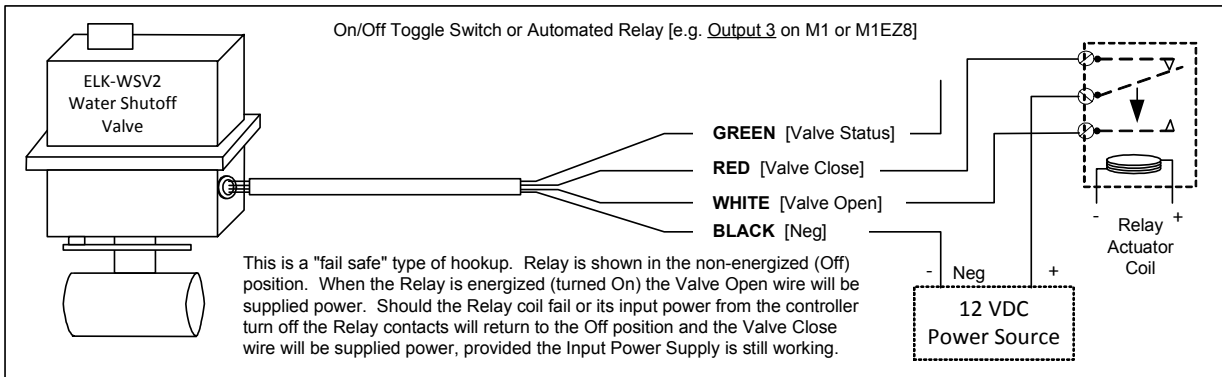 On/Off Toggle Switch or Automated Relay [e.g. Output 3 on M1 or M1EZ8]
ELK-WSV2
Water Shutoff
Valve
GREEN [Valve Status]
RED [Valve Close]
WHITE [Valve Open]
BLACK [Neg]
- +
Relay
Actuator
Coil
- Neg +
12 VDC
Power Source
This is a "fail safe" type of hookup. Relay is shown in the non-energized (Off)
position. When the Relay is energized (turned On) the Valve Open wire will be
supplied power. Should the Relay coil fail or its input power from the controller
turn off the Relay contacts will return to the Off position and the Valve Close
wire will be supplied power, provided the Input Power Supply is still working.